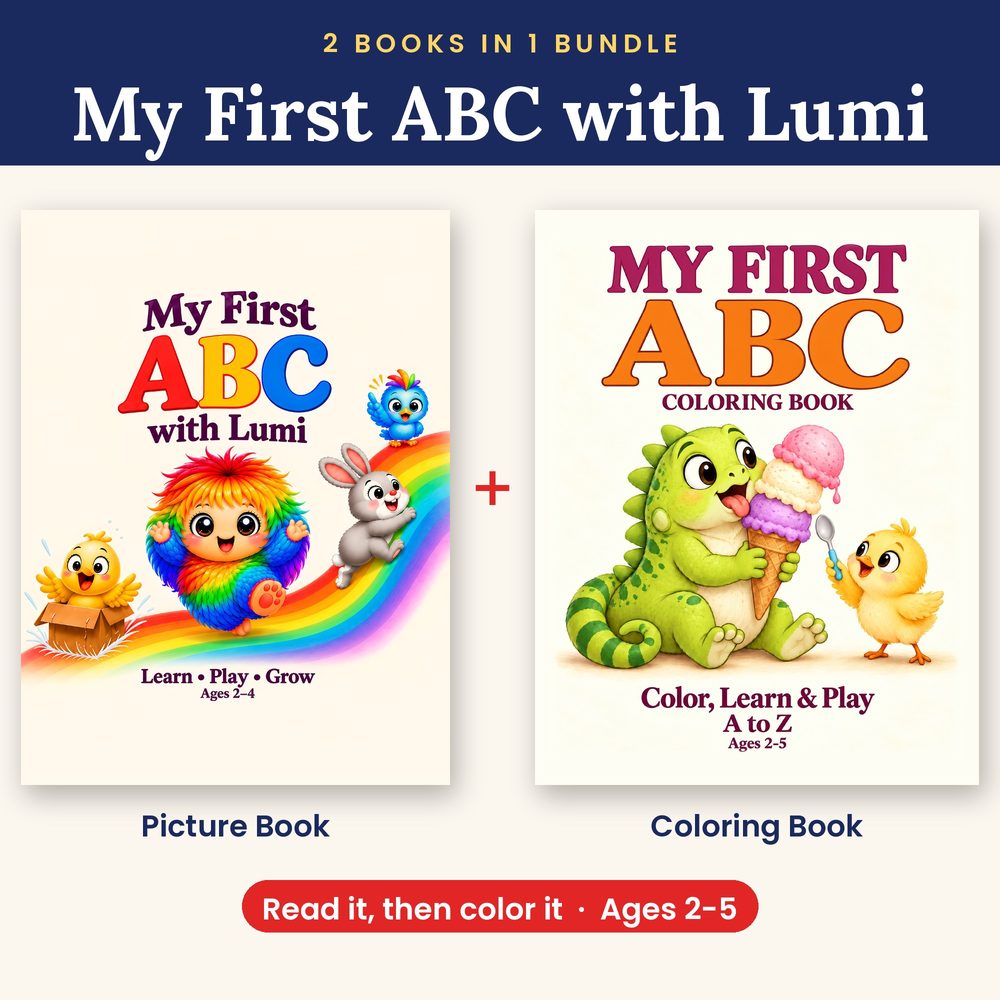 2 BOOKS IN 1 BUNDLE
My First ABC with Lumi
My First
ABC
with Lumi
Learn • Play • Grow
Ages 2–4
+
MY FIRST
ABC
COLORING BOOK
Color, Learn & Play
A to Z
Ages 2-5
Picture Book
Coloring Book
Read it, then color it · Ages 2-5